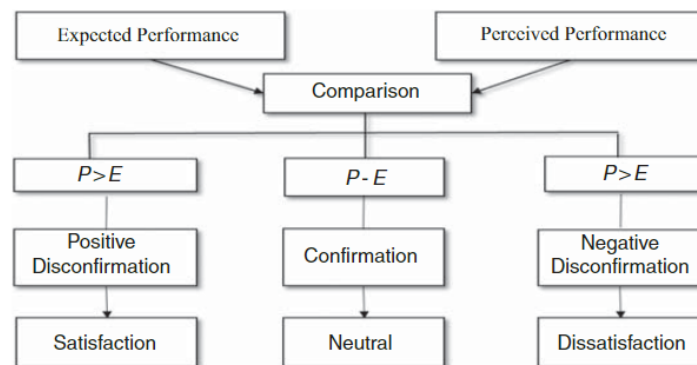 Expected Performance
Perceived Performance
Comparison
P>E
P-E
P>E
Positive
Disconfirmation
Confirmation
Negative
Disconfirmation
Satisfaction
Neutral
Dissatisfaction